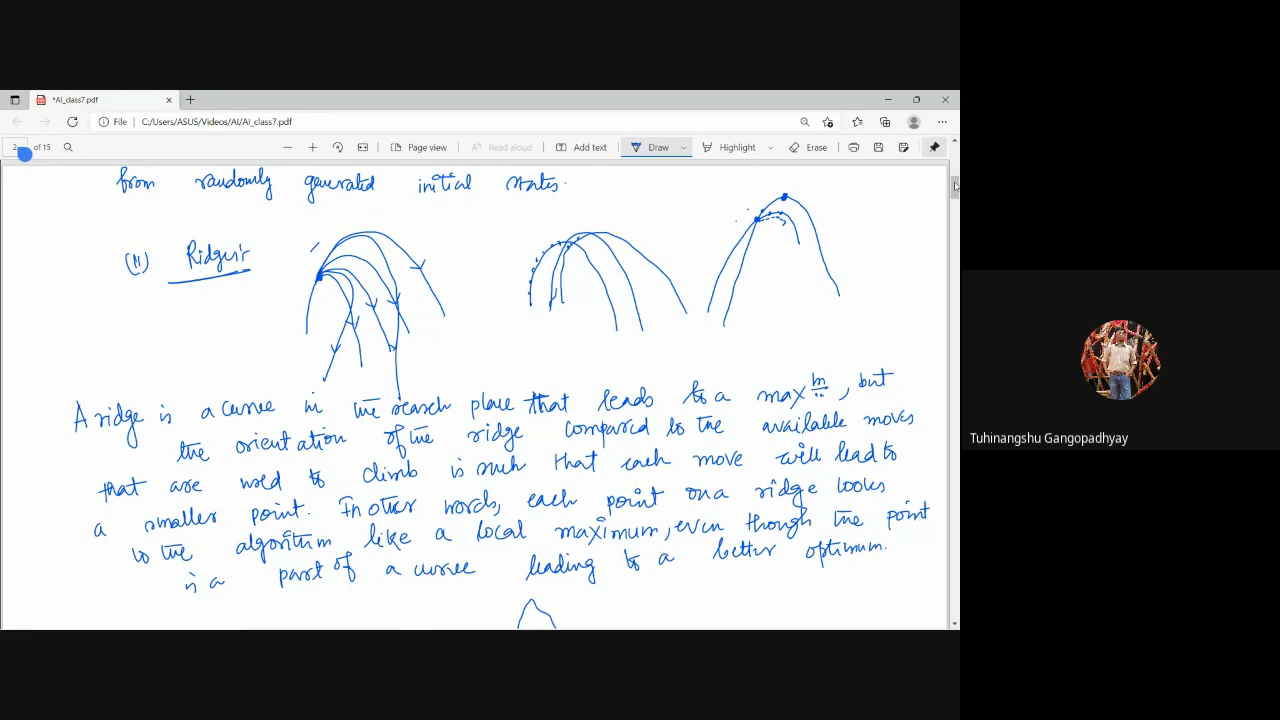 *AI_class7.pdf
File C:/Users/ASUS/Videos/AI/AI_class7.pdf
2 of 15 Page view Read aloud Add text Draw Highlight Erase
from randomly generated initial states.
(ii) Ridges:
A ridge is a curve in the search place that leads to a max m̲, but
the orientation of the ridge compared to the available moves
that are used to climb is such that each move will lead to
a smaller point. In other words, each point on a ridge looks
to the algorithm like a local maximum, even though the point
is a part of a curve leading to a better optimum.
Tuhinangshu Gangopadhyay